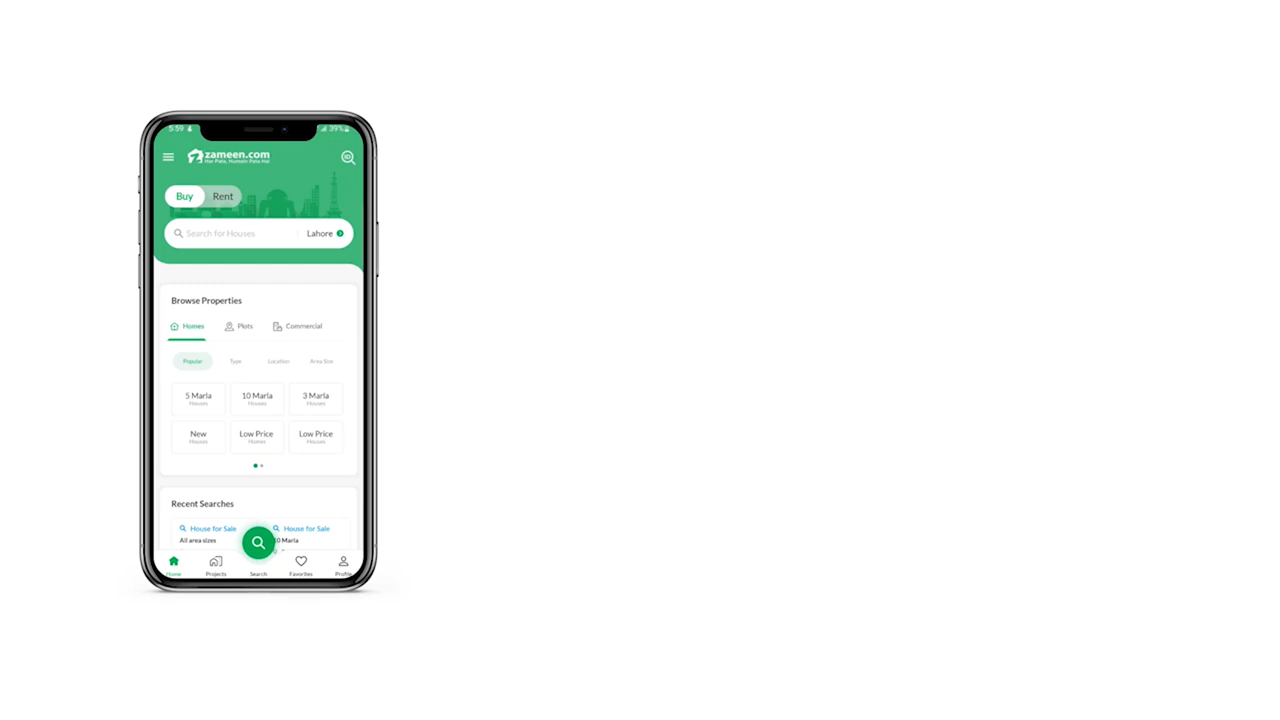 5:59 39%
zameen.com
Har Pata, Humein Pata Hai
Buy Rent
Search for Houses Lahore
Browse Properties
Homes Plots Commercial
Popular Type Location Area Size
5 Marla 10 Marla 3 Marla
Houses Houses Houses
New Low Price Low Price
Houses Homes Houses
Recent Searches
House for Sale House for Sale
All area sizes 10 Marla
Home Projects Search Favorites Profile